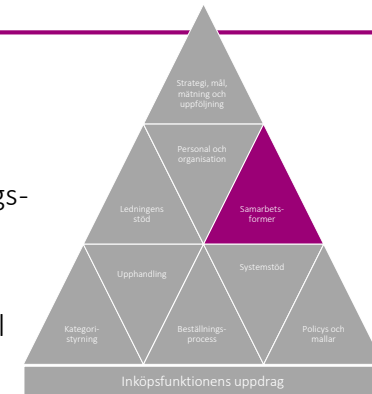 Strategi, mål,
mätning och
uppföljning
Personal och
organisation
gs-
Ledningens
stöd
Samarbets-
former
Upphandling
Systemstöd
l
Kategori-
styrning
Beställnings-
process
Policys och
mallar
Inköpsfunktionens uppdrag